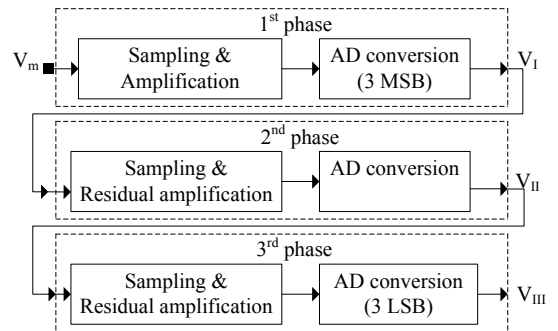 1st phase
Vm
Sampling &
Amplification
AD conversion
(3 MSB)
VI
2nd phase
Sampling &
Residual amplification
AD conversion
VII
3rd phase
Sampling &
Residual amplification
AD conversion
(3 LSB)
VIII